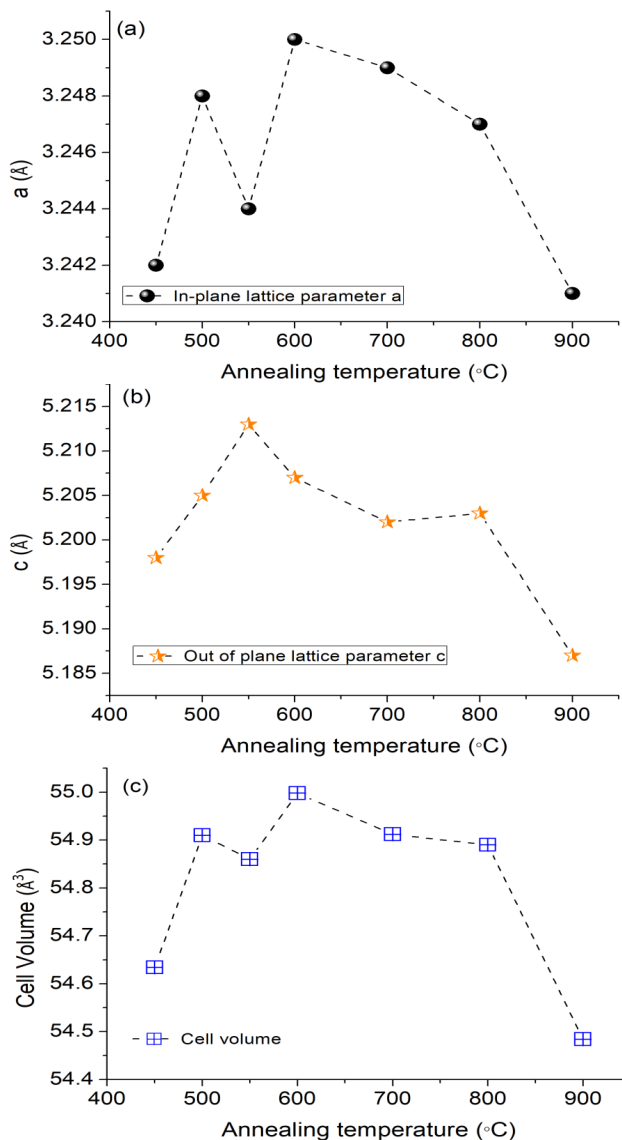 (a)
3.250
3.248
3.246
3.244
3.242
3.240
a (Å)
In-plane lattice parameter a
400 500 600 700 800 900
Annealing temperature (◦C)
(b)
5.215
5.210
5.205
5.200
5.195
5.190
5.185
c (Å)
Out of plane lattice parameter c
400 500 600 700 800 900
Annealing temperature (◦C)
(c)
55.0
54.9
54.8
54.7
54.6
54.5
54.4
Cell Volume (Å³)
Cell volume
400 500 600 700 800 900
Annealing temperature (◦C)